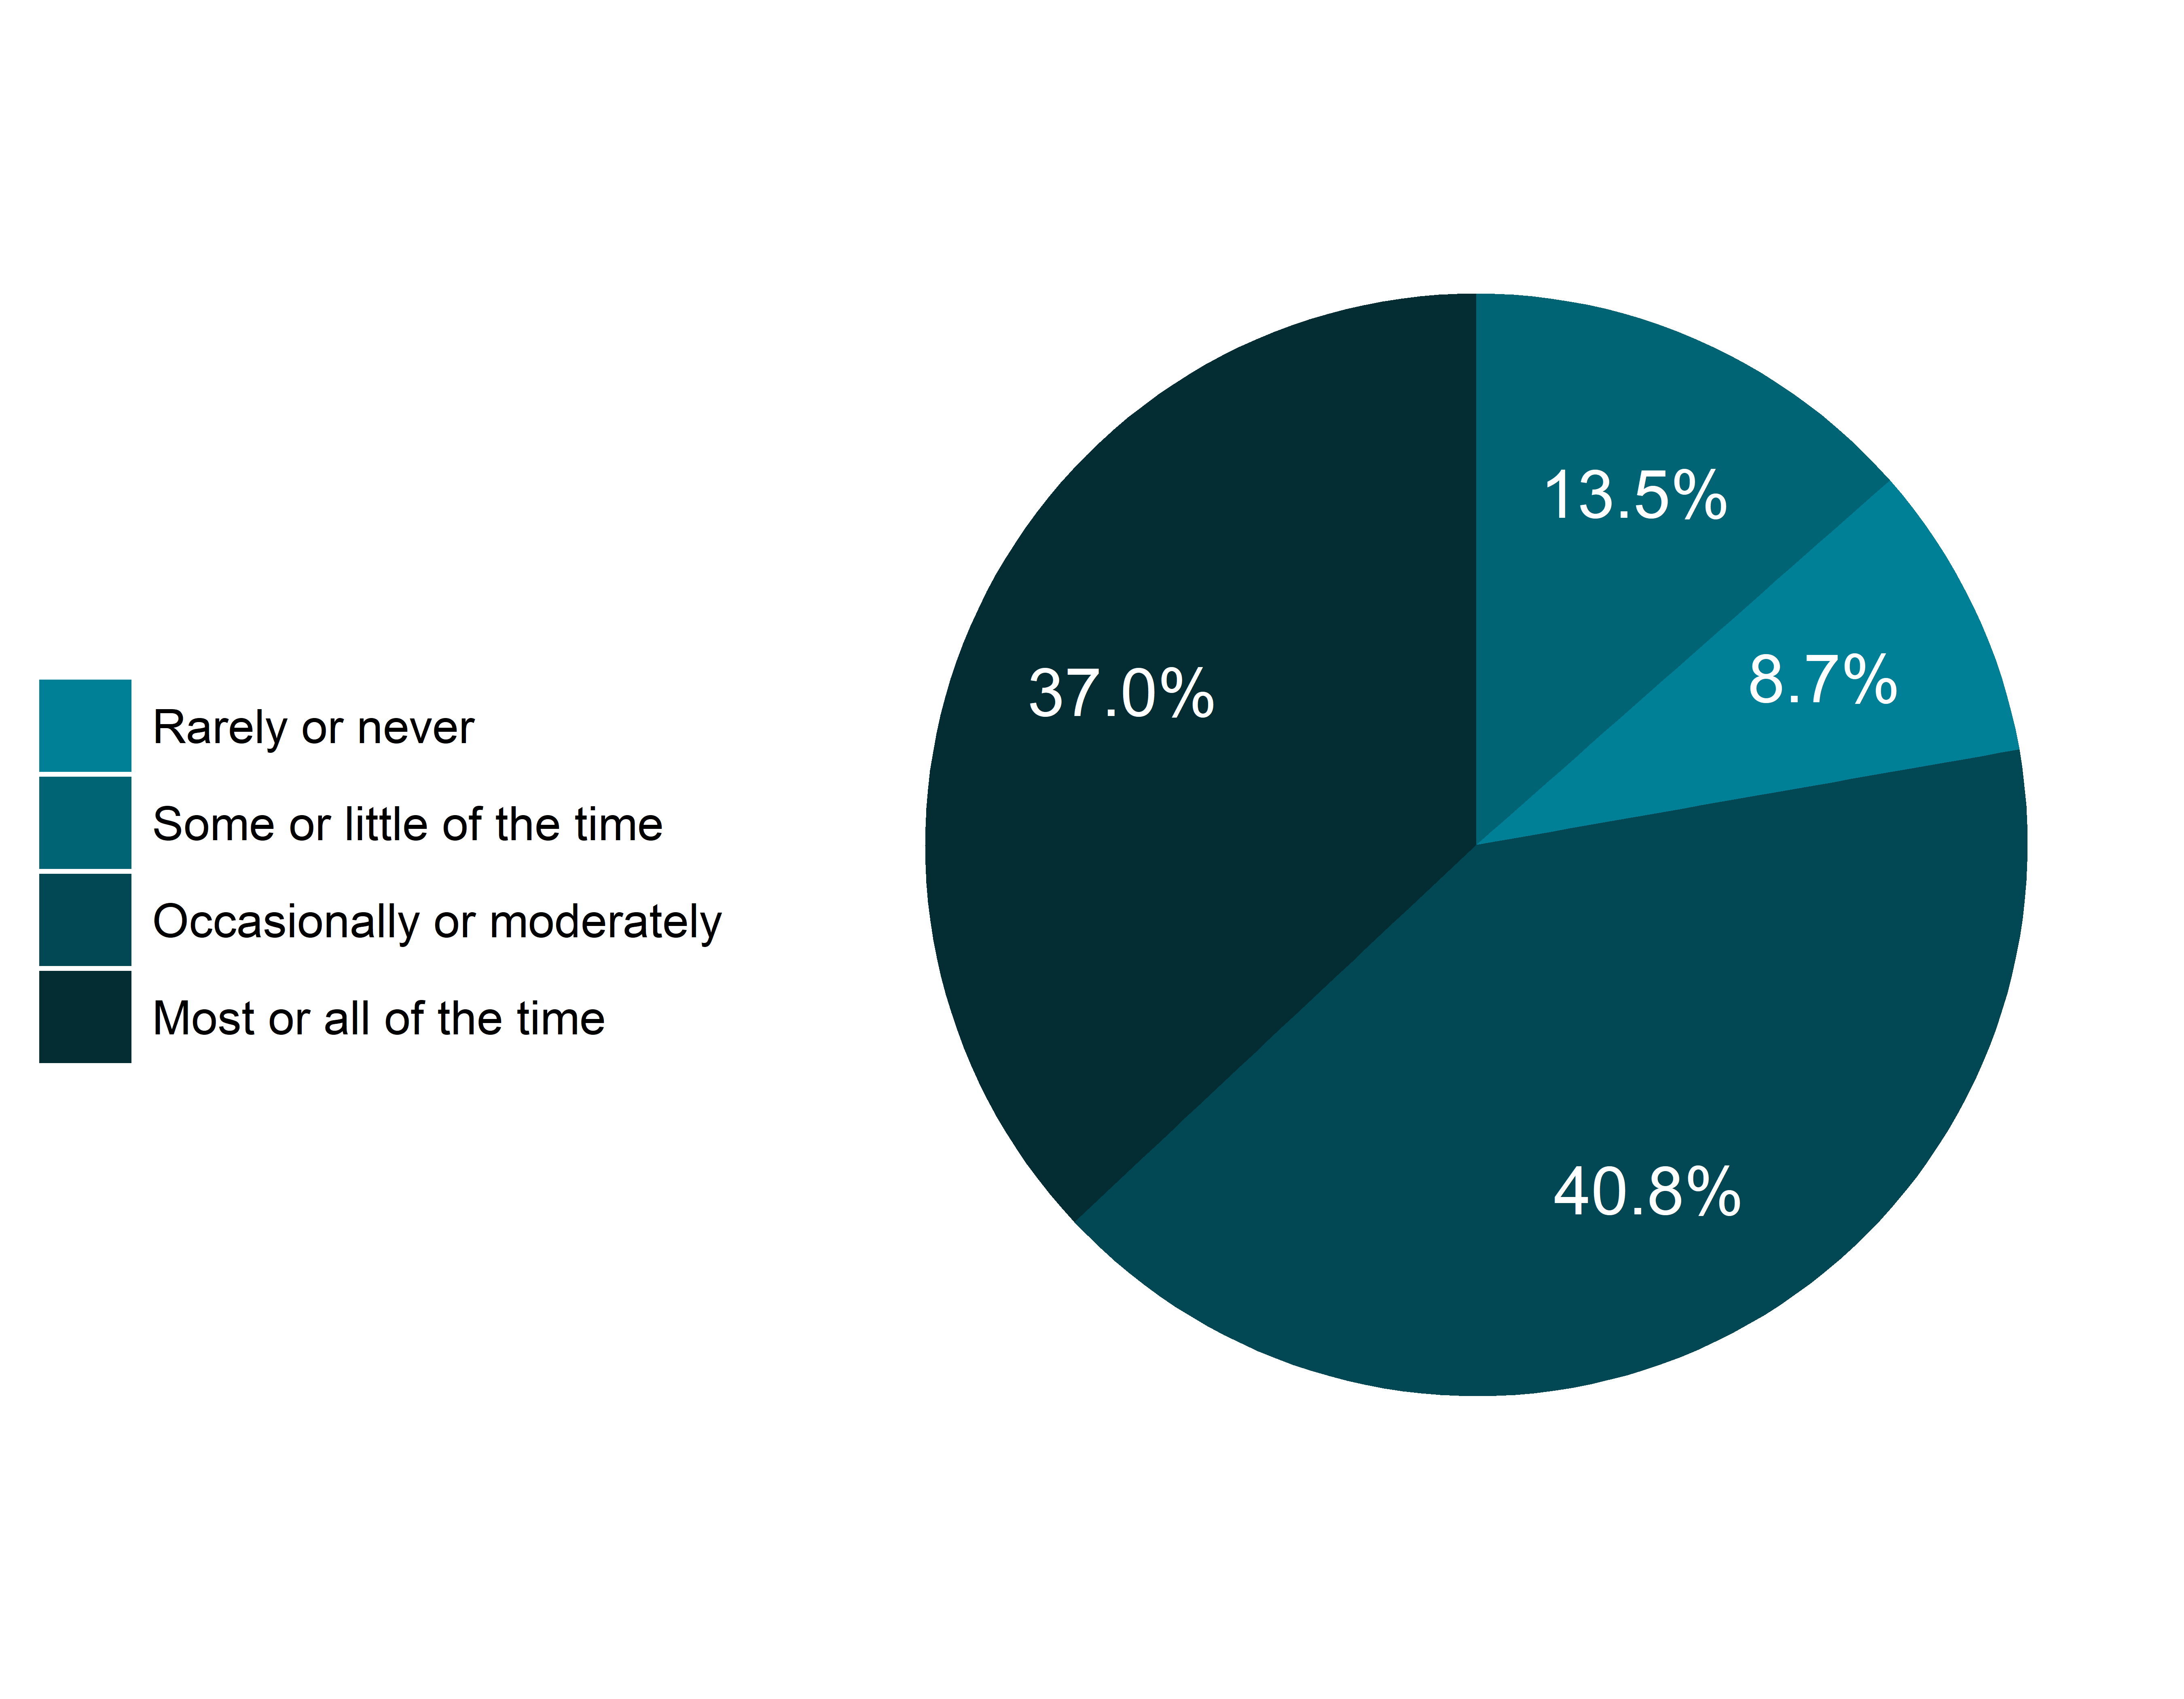 13.5%
8.7%
37.0%
40.8%
Rarely or never
Some or little of the time
Occasionally or moderately
Most or all of the time